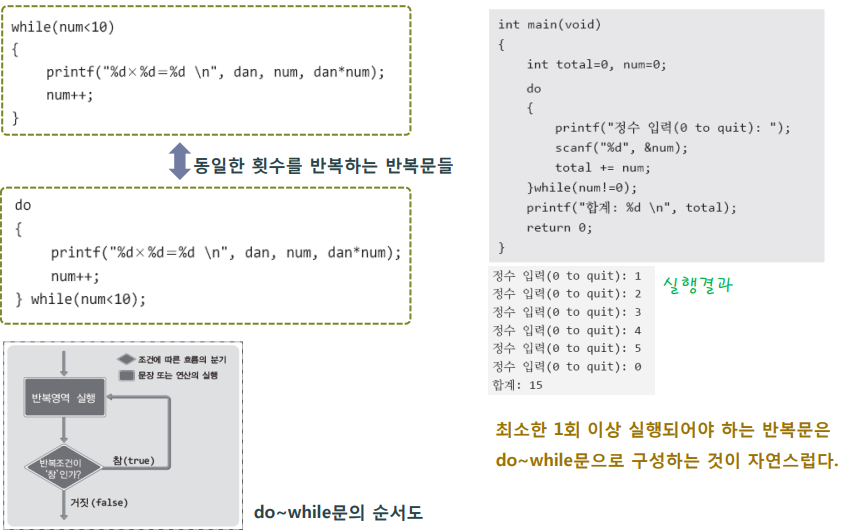 while(num<10)
{
printf("%d×%d=%d \n", dan, num, dan*num);
num++;
}
동일한 횟수를 반복하는 반복문들
do
{
printf("%d×%d=%d \n", dan, num, dan*num);
num++;
} while(num<10);
조건에 따른 흐름의 분기
문장 또는 연산의 실행
반복영역 실행
반복조건이
'참'인가?
참(true)
거짓(false)
do~while문의 순서도
int main(void)
{
int total=0, num=0;
do
{
printf("정수 입력(0 to quit): ");
scanf("%d", &num);
total += num;
}while(num!=0);
printf("합계: %d \n", total);
return 0;
}
정수 입력(0 to quit): 1
정수 입력(0 to quit): 2
정수 입력(0 to quit): 3
정수 입력(0 to quit): 4
정수 입력(0 to quit): 5
정수 입력(0 to quit): 0
합계: 15
실행결과
최소한 1회 이상 실행되어야 하는 반복문은
do~while문으로 구성하는 것이 자연스럽다.